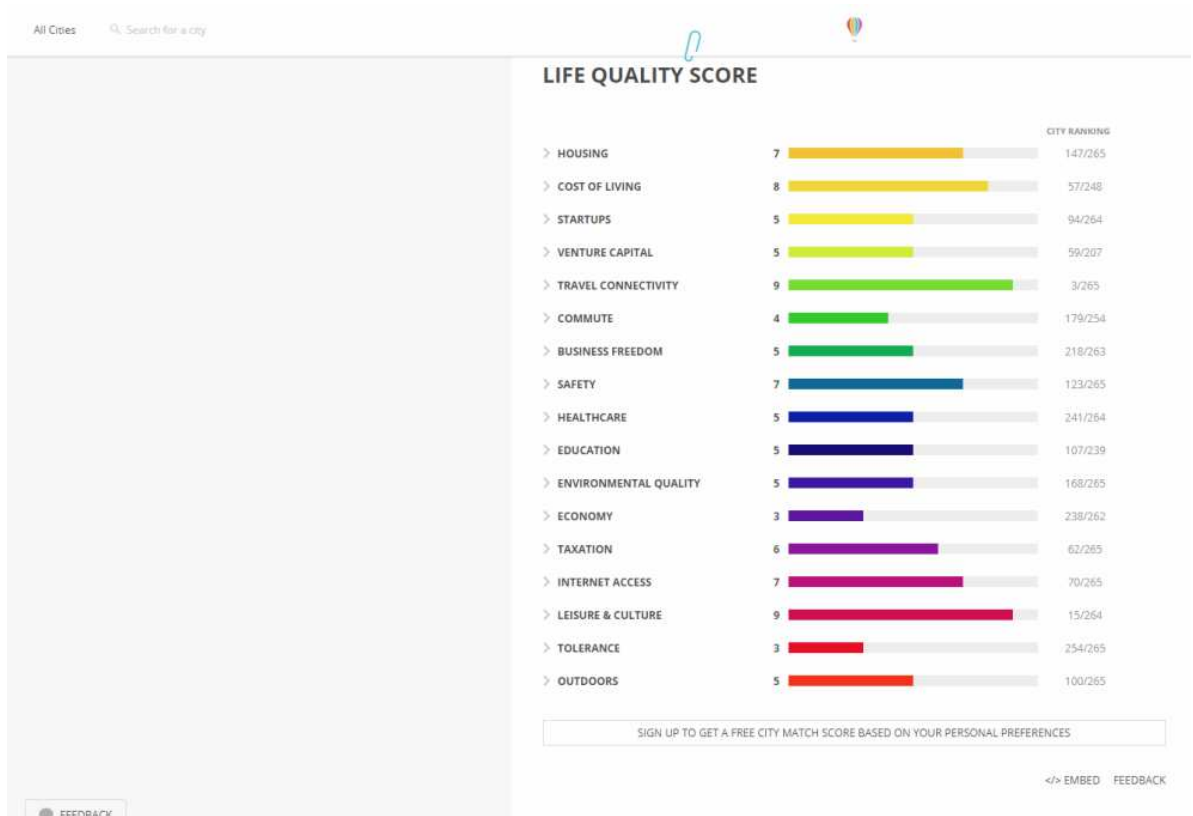 All Cities Search for a city
LIFE QUALITY SCORE
CITY RANKING
HOUSING 7 147/265
COST OF LIVING 8 57/248
STARTUPS 5 94/264
VENTURE CAPITAL 5 59/207
TRAVEL CONNECTIVITY 9 3/265
COMMUTE 4 179/254
BUSINESS FREEDOM 5 218/263
SAFETY 7 123/265
HEALTHCARE 5 241/264
EDUCATION 5 107/239
ENVIRONMENTAL QUALITY 5 168/265
ECONOMY 3 238/262
TAXATION 6 62/265
INTERNET ACCESS 7 70/265
LEISURE & CULTURE 9 15/264
TOLERANCE 3 254/265
OUTDOORS 5 100/265
SIGN UP TO GET A FREE CITY MATCH SCORE BASED ON YOUR PERSONAL PREFERENCES
</> EMBED FEEDBACK
FEEDBACK